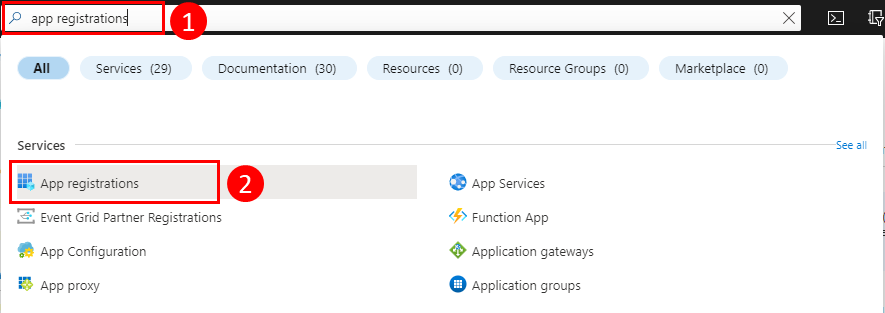 app registrations
1
All
Services (29)
Documentation (30)
Resources (0)
Resource Groups (0)
Marketplace (0)
Services
See all
App registrations
2
App Services
Event Grid Partner Registrations
Function App
App Configuration
Application gateways
App proxy
Application groups